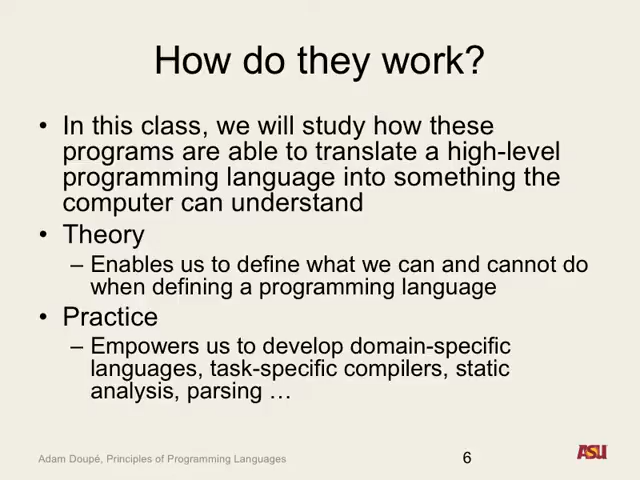 How do they work?
• In this class, we will study how these
programs are able to translate a high-level
programming language into something the
computer can understand
• Theory
– Enables us to define what we can and cannot do
when defining a programming language
• Practice
– Empowers us to develop domain-specific
languages, task-specific compilers, static
analysis, parsing …
Adam Doupé, Principles of Programming Languages
6
ASU